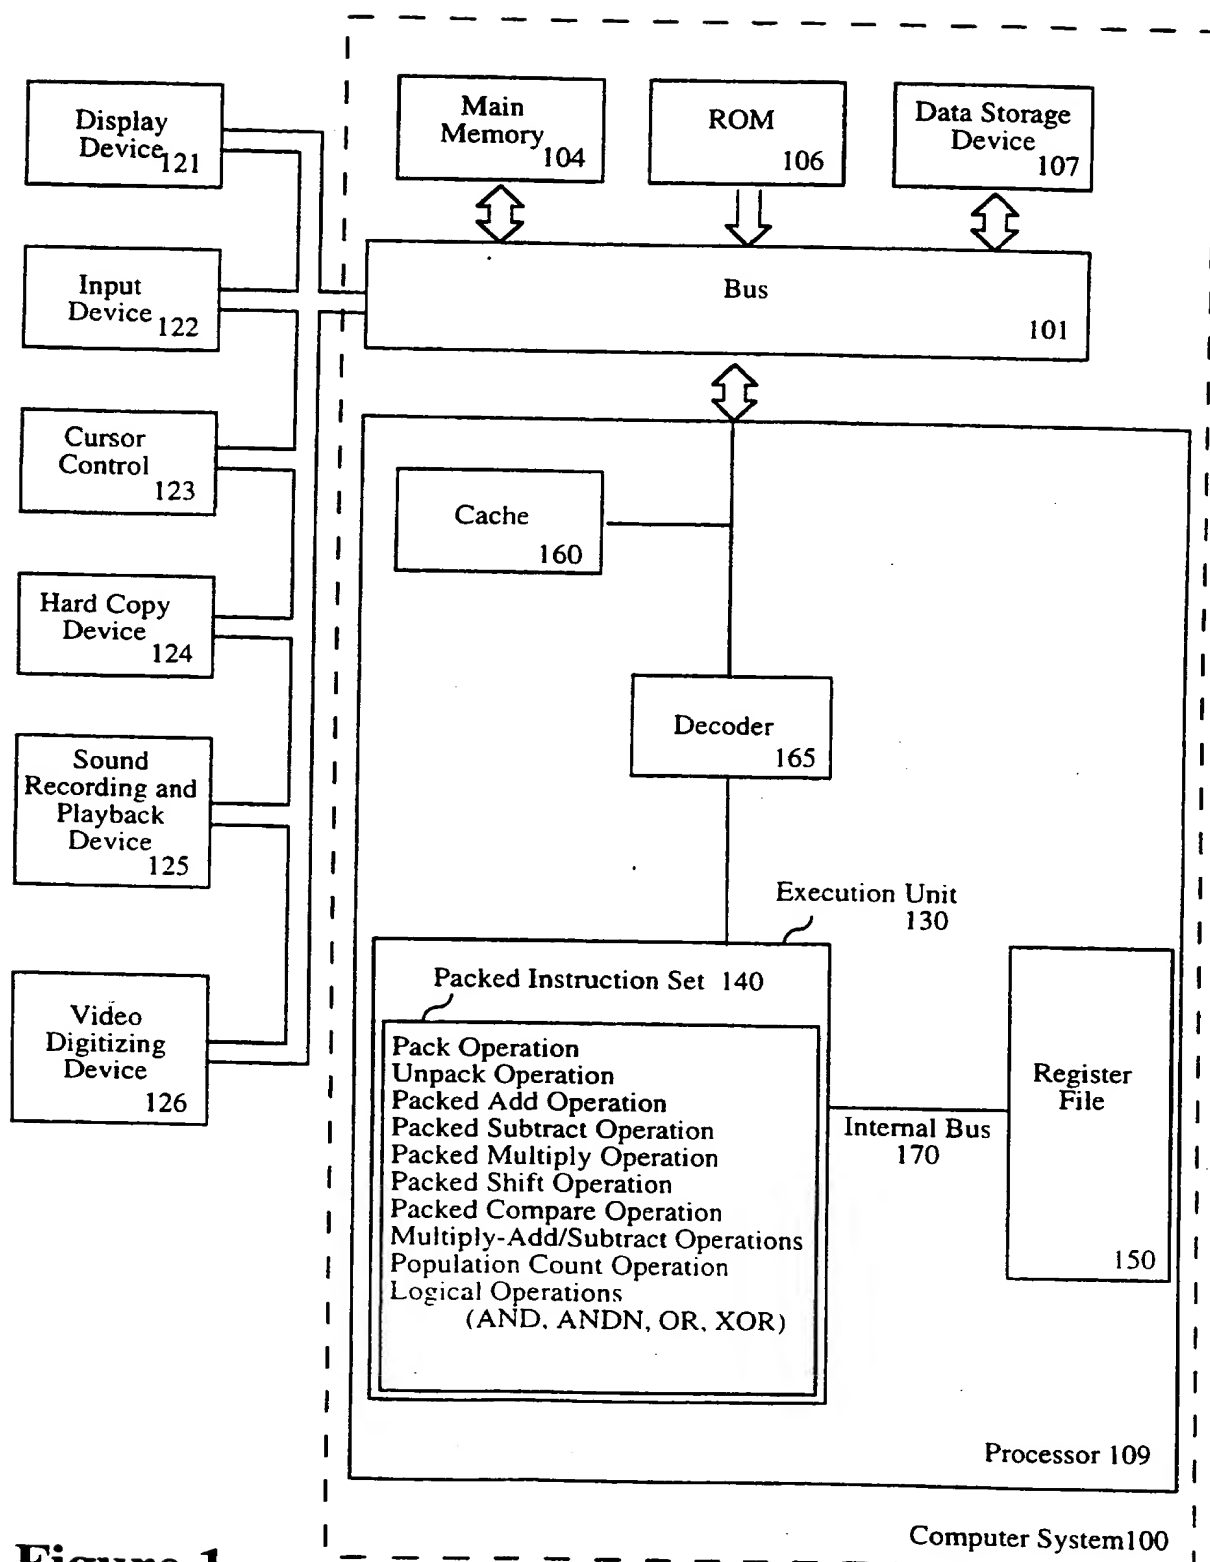 Display
Device
121
Main
Memory
104
ROM
106
Data Storage
Device
107
Input
Device
122
Bus
101
Cursor
Control
123
Cache
160
Hard Copy
Device
124
Decoder
165
Sound
Recording and
Playback
Device
125
Execution Unit
130
Packed Instruction Set 140
Video
Digitizing
Device
126
Pack Operation
Unpack Operation
Packed Add Operation
Packed Subtract Operation
Packed Multiply Operation
Packed Shift Operation
Packed Compare Operation
Multiply-Add/Subtract Operations
Population Count Operation
Logical Operations
(AND, ANDN, OR, XOR)
Internal Bus
170
Register
File
150
Processor 109
Computer System100
Figure 1